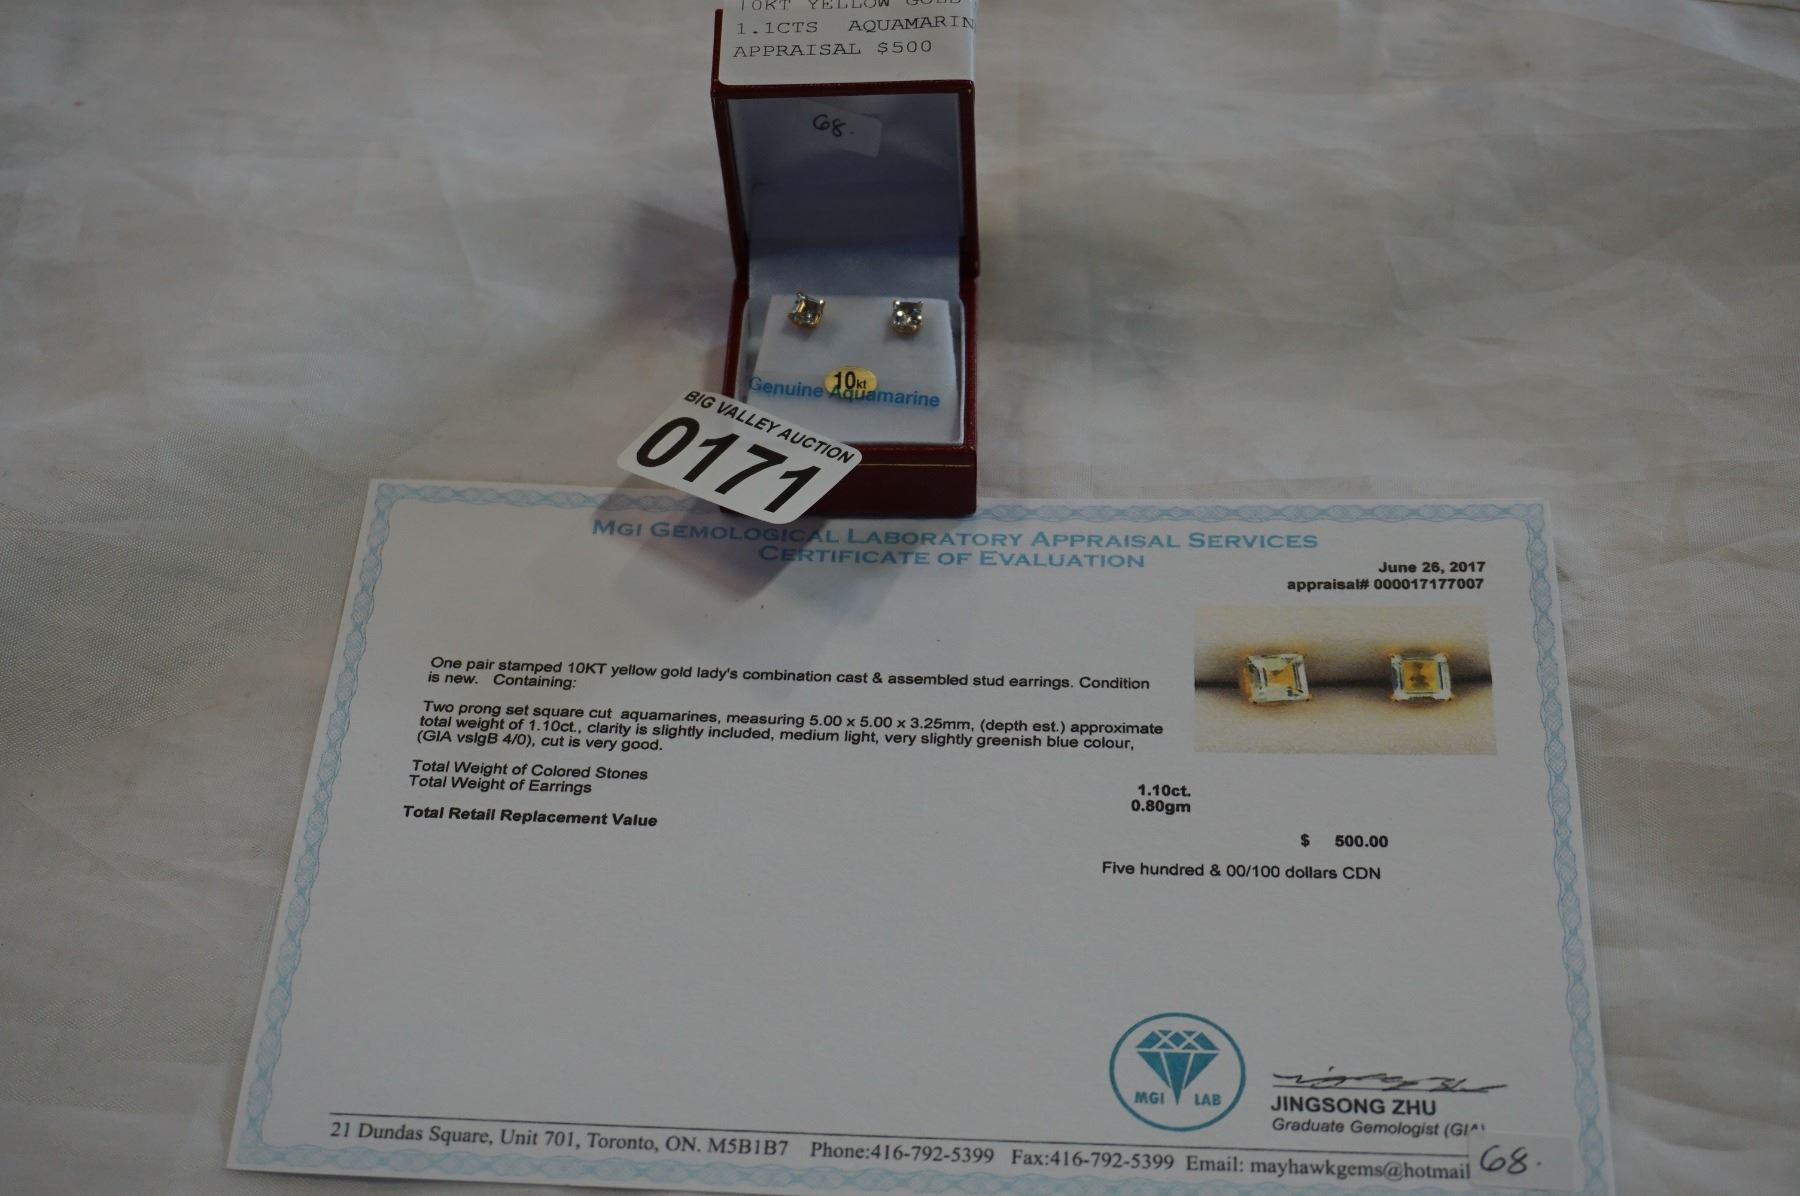 10KT YELLOW GOLD
1.1CTS AQUAMARIN
APPRAISAL $500
68.
10kt
Genuine Aquamarine
BIG VALLEY AUCTION
0171
MGI GEMOLOGICAL LABORATORY APPRAISAL SERVICES
CERTIFICATE OF EVALUATION
June 26, 2017
appraisal# 000017177007
One pair stamped 10KT yellow gold lady's combination cast & assembled stud earrings. Condition
is new. Containing:
Two prong set square cut aquamarines, measuring 5.00 x 5.00 x 3.25mm, (depth est.) approximate
total weight of 1.10ct., clarity is slightly included, medium light, very slightly greenish blue colour,
(GIA vslgB 4/0), cut is very good.
Total Weight of Colored Stones 1.10ct.
Total Weight of Earrings 0.80gm
Total Retail Replacement Value $ 500.00
Five hundred & 00/100 dollars CDN
MGI LAB
JINGSONG ZHU
Graduate Gemologist (GIA)
21 Dundas Square, Unit 701, Toronto, ON. M5B1B7 Phone:416-792-5399 Fax:416-792-5399 Email: mayhawkgems@hotmail
68.